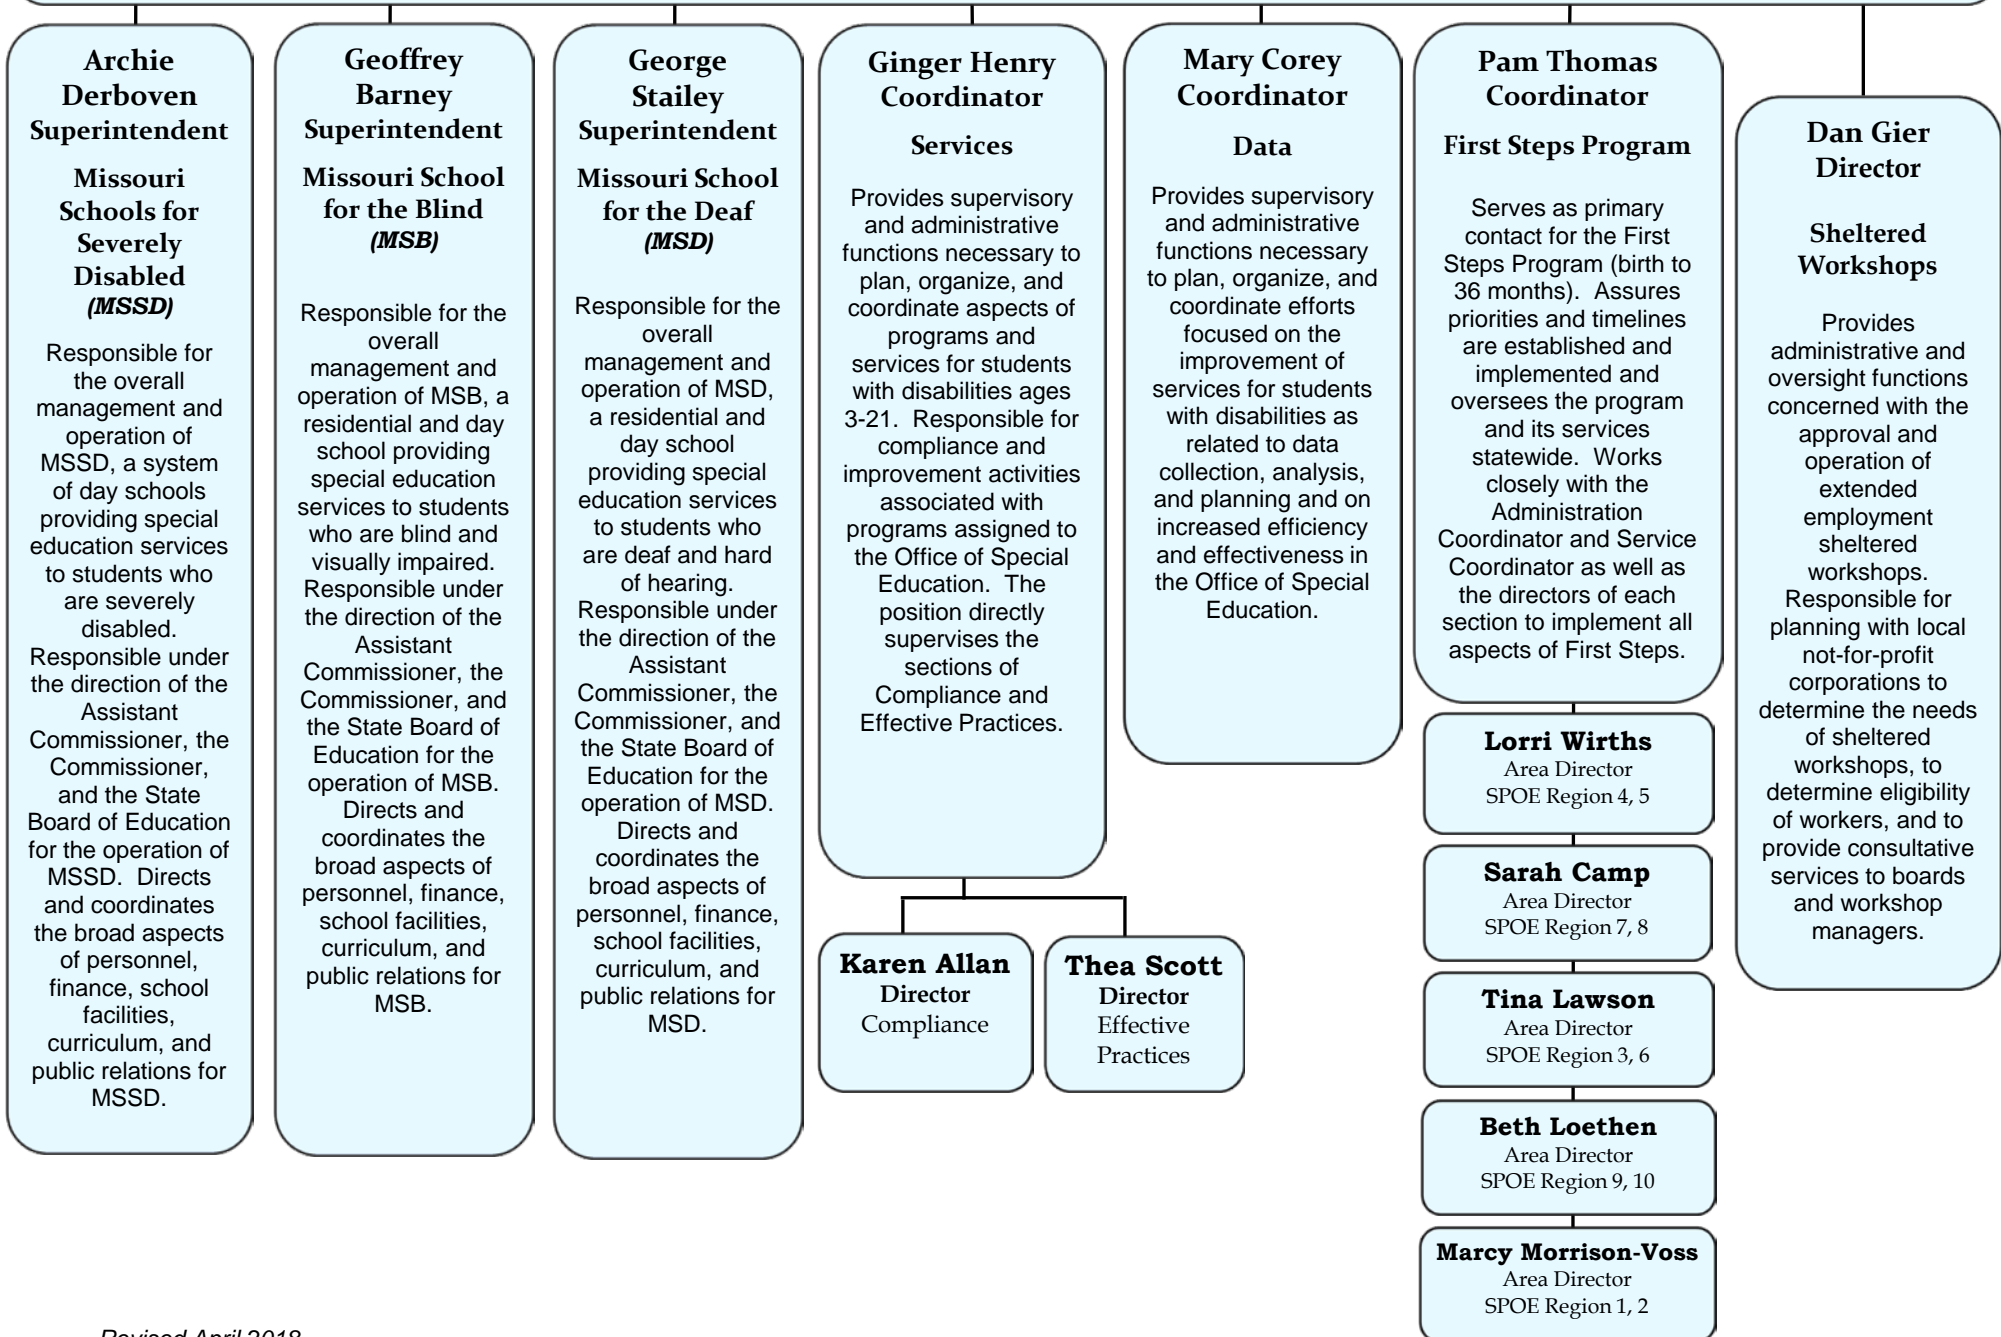 Archie
Derboven
Superintendent
Missouri
Schools for
Severely
Disabled
(MSSD)
Responsible for
the overall
management and
operation of
MSSD, a system
of day schools
providing special
education services
to students who
are severely
disabled.
Responsible under
the direction of the
Assistant
Commissioner, the
Commissioner,
and the State
Board of Education
for the operation of
MSSD.  Directs
and coordinates
the broad aspects
of personnel,
finance, school
facilities,
curriculum, and
public relations for
MSSD.
Geoffrey
Barney
Superintendent
Missouri School
for the Blind
(MSB)
Responsible for the
overall
management and
operation of MSB, a
residential and day
school providing
special education
services to students
who are blind and
visually impaired.
Responsible under
the direction of the
Assistant
Commissioner, the
Commissioner, and
the State Board of
Education for the
operation of MSB.
Directs and
coordinates the
broad aspects of
personnel, finance,
school facilities,
curriculum, and
public relations for
MSB.
George
Stailey
Superintendent
Missouri School
for the Deaf
(MSD)
Responsible for the
overall
management and
operation of MSD,
a residential and
day school
providing special
education services
to students who
are deaf and hard
of hearing.
Responsible under
the direction of the
Assistant
Commissioner, the
Commissioner, and
the State Board of
Education for the
operation of MSD.
Directs and
coordinates the
broad aspects of
personnel, finance,
school facilities,
curriculum, and
public relations for
MSD.
Ginger Henry
Coordinator
Services
Provides supervisory
and administrative
functions necessary to
plan, organize, and
coordinate aspects of
programs and
services for students
with disabilities ages
3-21.  Responsible for
compliance and
improvement activities
associated with
programs assigned to
the Office of Special
Education.  The
position directly
supervises the
sections of
Compliance and
Effective Practices.
Karen Allan
Director
Compliance
Thea Scott
Director
Effective
Practices
Mary Corey
Coordinator
Data
Provides supervisory
and administrative
functions necessary
to plan, organize, and
coordinate efforts
focused on the
improvement of
services for students
with disabilities as
related to data
collection, analysis,
and planning and on
increased efficiency
and effectiveness in
the Office of Special
Education.
Pam Thomas
Coordinator
First Steps Program
Serves as primary
contact for the First
Steps Program (birth to
36 months).  Assures
priorities and timelines
are established and
implemented and
oversees the program
and its services
statewide.  Works
closely with the
Administration
Coordinator and Service
Coordinator as well as
the directors of each
section to implement all
aspects of First Steps.
Lorri Wirths
Area Director
SPOE Region 4, 5
Sarah Camp
Area Director
SPOE Region 7, 8
Tina Lawson
Area Director
SPOE Region 3, 6
Beth Loethen
Area Director
SPOE Region 9, 10
Marcy Morrison-Voss
Area Director
SPOE Region 1, 2
Dan Gier
Director
Sheltered
Workshops
Provides
administrative and
oversight functions
concerned with the
approval and
operation of
extended
employment
sheltered
workshops.
Responsible for
planning with local
not-for-profit
corporations to
determine the needs
of sheltered
workshops, to
determine eligibility
of workers, and to
provide consultative
services to boards
and workshop
managers.
Revised April 2018